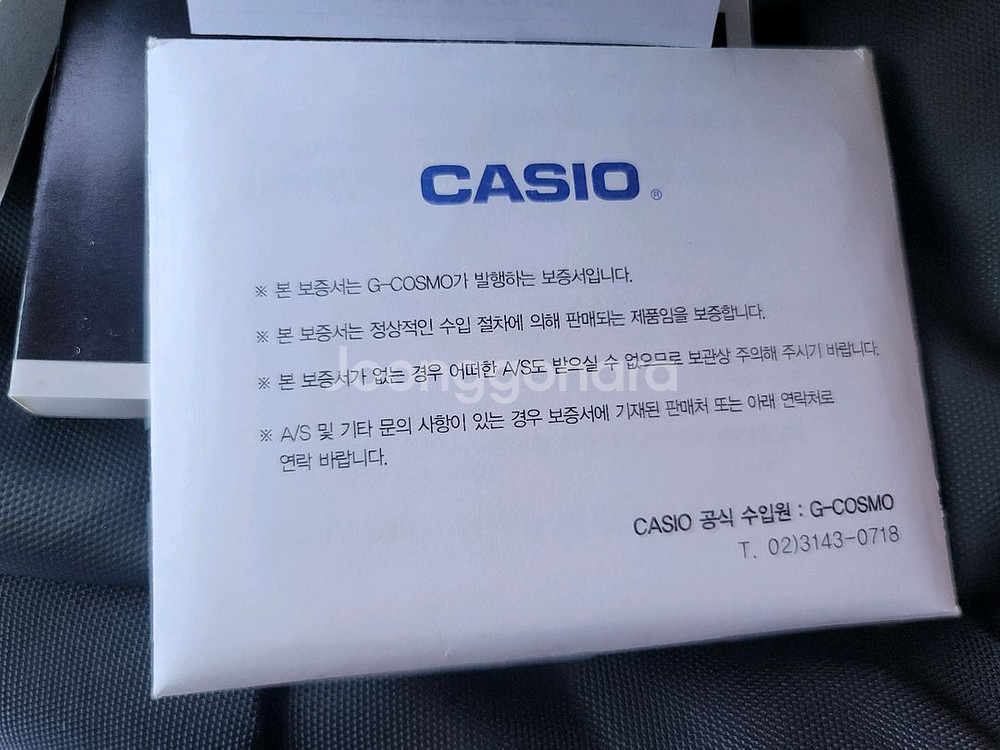 CASIO®
※ 본 보증서는 G-COSMO가 발행하는 보증서입니다.
※ 본 보증서는 정상적인 수입 절차에 의해 판매되는 제품임을 보증합니다.
※ 본 보증서가 없는 경우 어떠한 A/S도 받으실 수 없으므로 보관상 주의해 주시기 바랍니다.
Joonggonara
※ A/S 및 기타 문의 사항이 있는 경우 보증서에 기재된 판매처 또는 아래 연락처로
연락 바랍니다.
CASIO 공식 수입원 : G-COSMO
T. 02)3143-0718